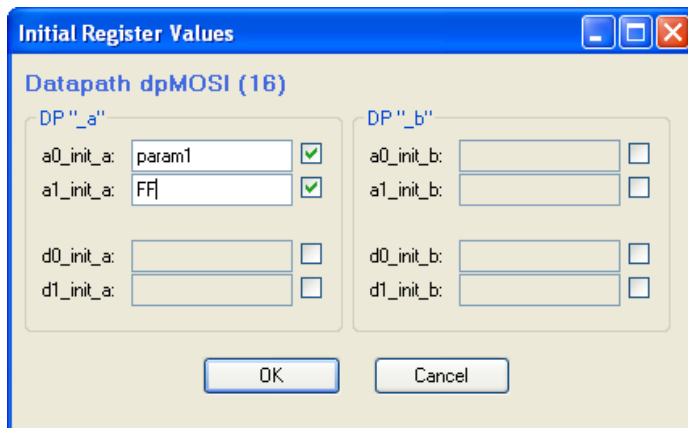 Initial Register Values
Datapath dpMOSI (16)
DP "_a"
a0_init_a: param1
a1_init_a: FF
d0_init_a:
d1_init_a:
DP "_b"
a0_init_b:
a1_init_b:
d0_init_b:
d1_init_b:
OK
Cancel